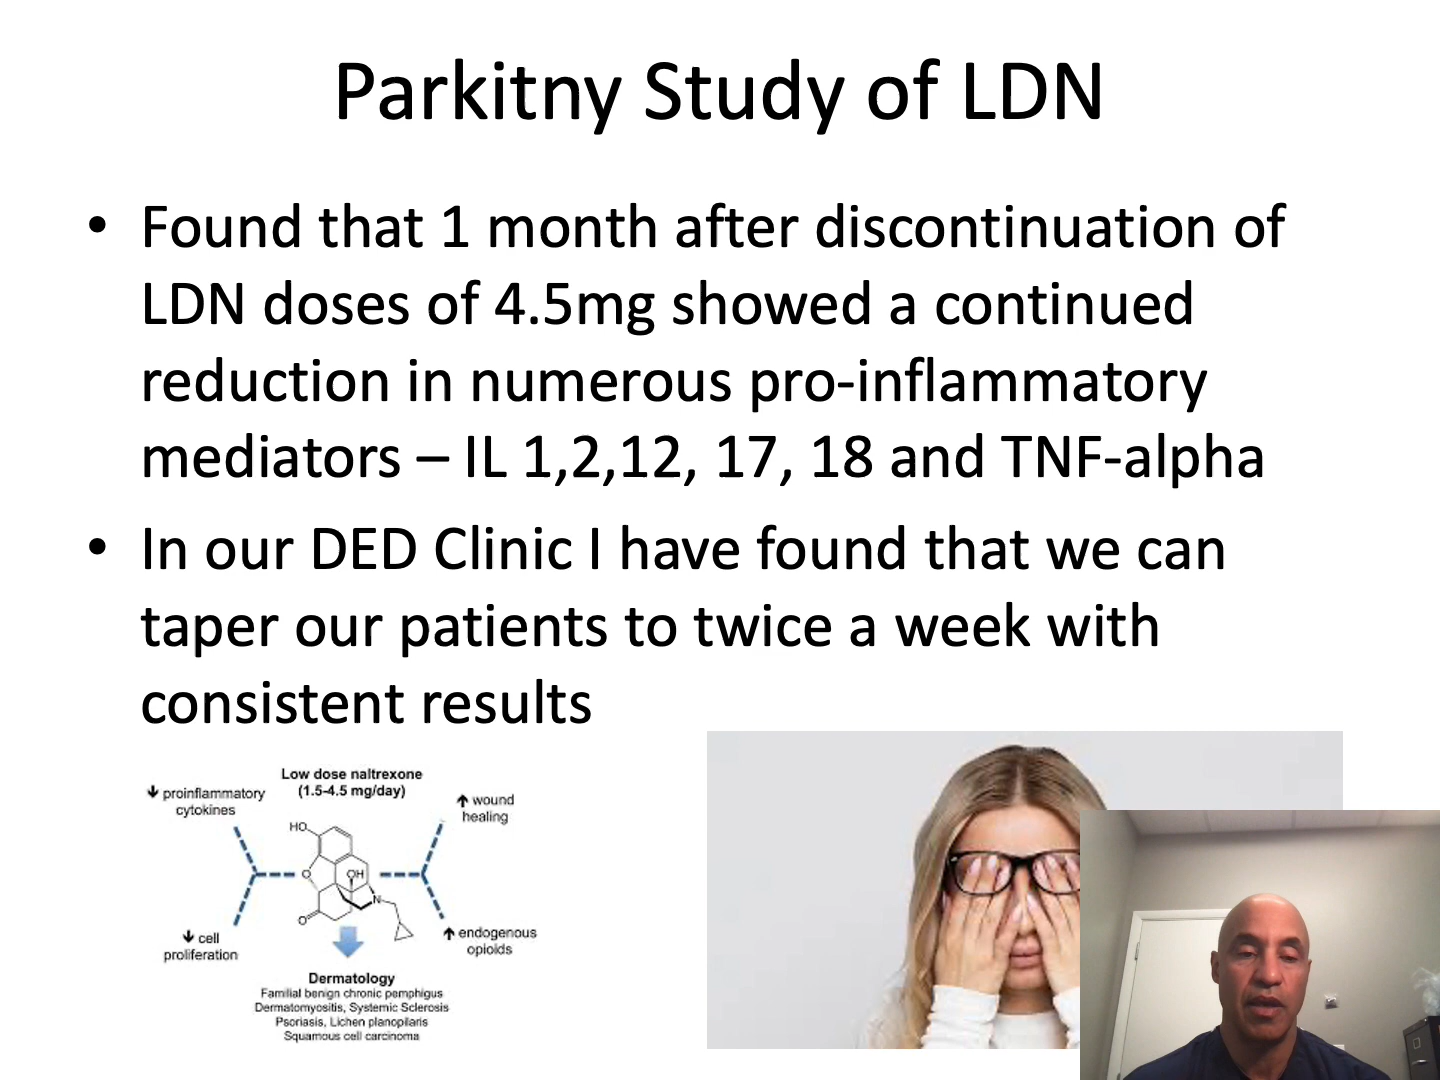 Parkitny Study of LDN
• Found that 1 month after discontinuation of
LDN doses of 4.5mg showed a continued
reduction in numerous pro-inflammatory
mediators – IL 1,2,12, 17, 18 and TNF-alpha
• In our DED Clinic I have found that we can
taper our patients to twice a week with
consistent results
Low dose naltrexone
(1.5-4.5 mg/day)
↓ proinflammatory
cytokines
↑ wound
healing
HO
O
OH
N
O
↓ cell
proliferation
↑ endogenous
opioids
Dermatology
Familial benign chronic pemphigus
Dermatomyositis, Systemic Sclerosis
Psoriasis, Lichen planopilaris
Squamous cell carcinoma